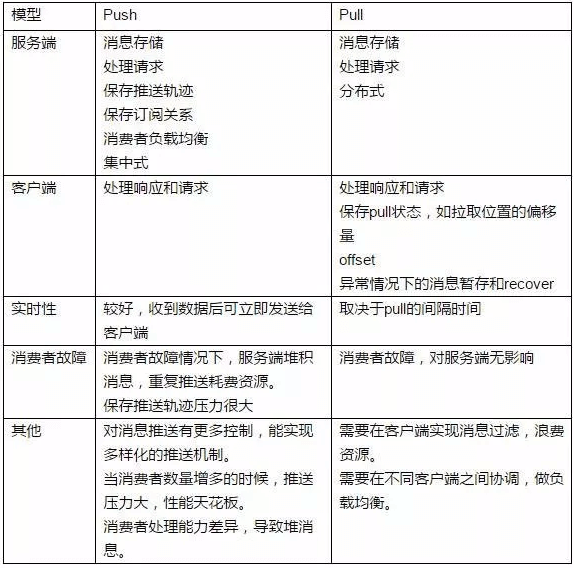 模型 Push Pull
服务端 消息存储 消息存储
处理请求 处理请求
保存推送轨迹 分布式
保存订阅关系
消费者负载均衡
集中式
客户端 处理响应和请求 处理响应和请求
保存pull状态，如拉取位置的偏移
量
offset
异常情况下的消息暂存和recover
实时性 较好，收到数据后可立即发送给 取决于pull的间隔时间
客户端
消费者故障 消费者故障情况下，服务端堆积 消费者故障，对服务端无影响
消息，重复推送耗费资源。
保存推送轨迹压力很大
其他 对消息推送有更多控制，能实现 需要在客户端实现消息过滤，浪费
多样化的推送机制。 资源。
当消费者数量增多的时候，推送 需要在不同客户端之间协调，做负
压力大，性能天花板。 载均衡。
消费者处理能力差异，导致堆消
息。